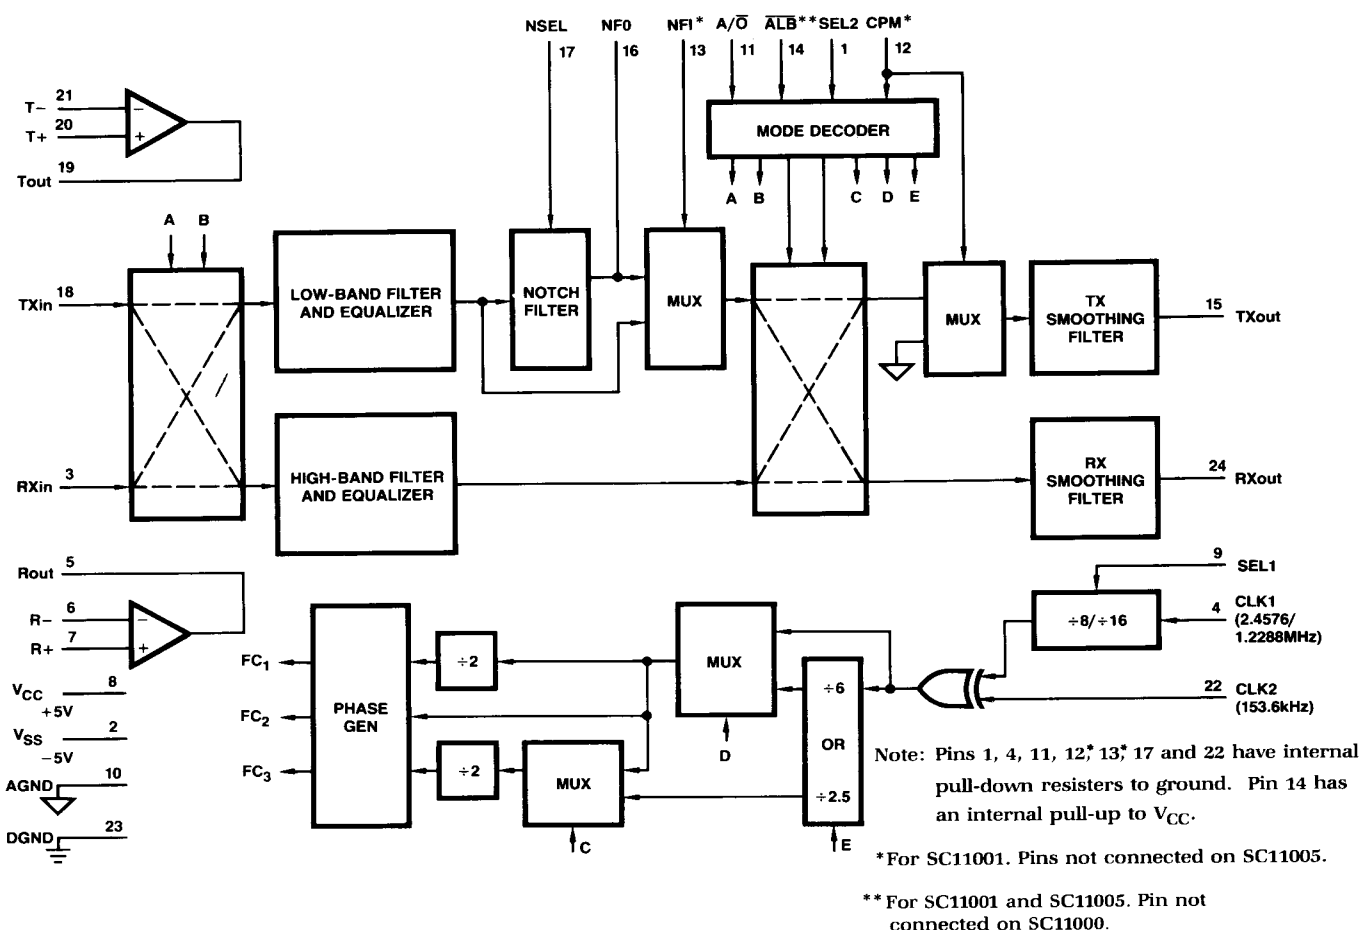 NSEL NFO NFI* A/O̅ A̅L̅B̅** SEL2 CPM*
17 16 13 11 14 1 12
MODE DECODER
A B C D E
T− 21
T+ 20
− +
Tout 19
A B
TXin 18
LOW-BAND FILTER
AND EQUALIZER
NOTCH
FILTER
MUX
MUX
TX
SMOOTHING
FILTER
15 TXout
RXin 3
HIGH-BAND FILTER
AND EQUALIZER
RX
SMOOTHING
FILTER
24 RXout
Rout 5
R− 6
R+ 7
− +
VCC 8
+5V
VSS 2
−5V
AGND 10
DGND 23
FC1
FC2
FC3
PHASE
GEN
÷2
÷2
MUX
C
MUX
D
÷6
OR
÷2.5
E
÷8/÷16
9 SEL1
4 CLK1
(2.4576/
1.2288MHz)
22 CLK2
(153.6kHz)
Note: Pins 1, 4, 11, 12,* 13,* 17 and 22 have internal
pull-down resisters to ground. Pin 14 has
an internal pull-up to VCC.
*For SC11001. Pins not connected on SC11005.
**For SC11001 and SC11005. Pin not
connected on SC11000.